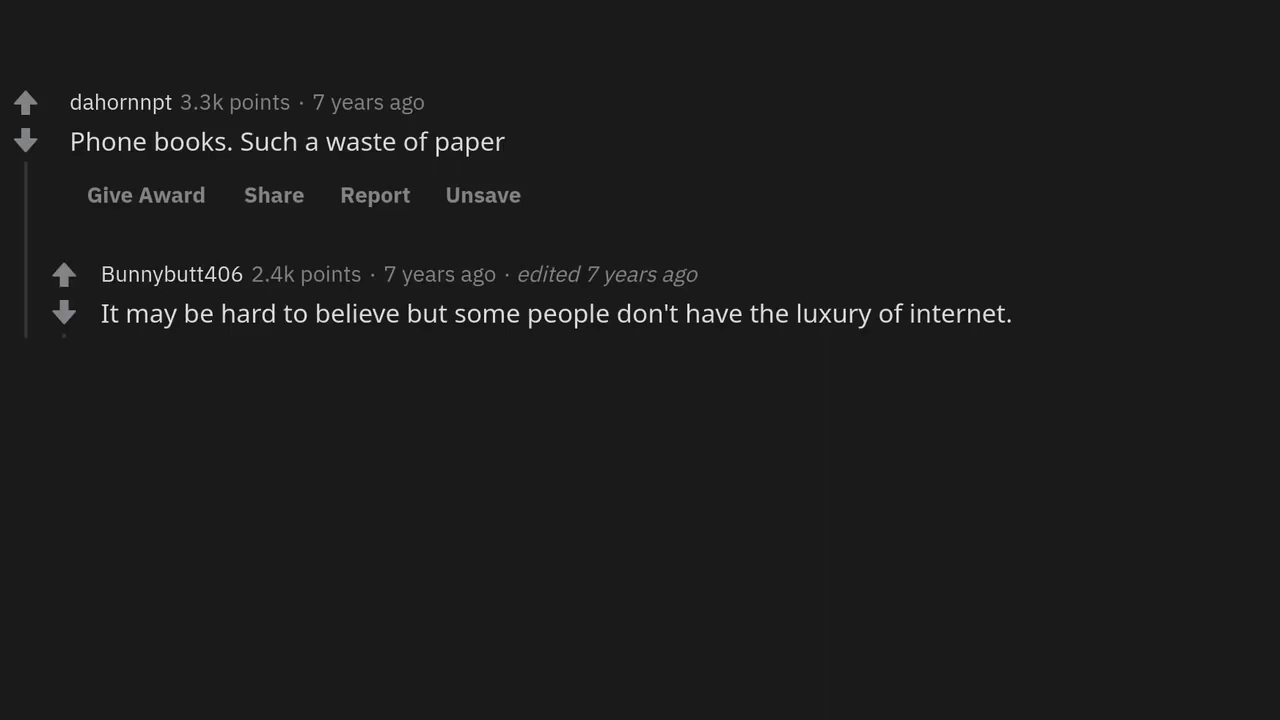 dahornnpt 3.3k points · 7 years ago
Phone books. Such a waste of paper
Give Award Share Report Unsave
Bunnybutt406 2.4k points · 7 years ago · edited 7 years ago
It may be hard to believe but some people don't have the luxury of internet.